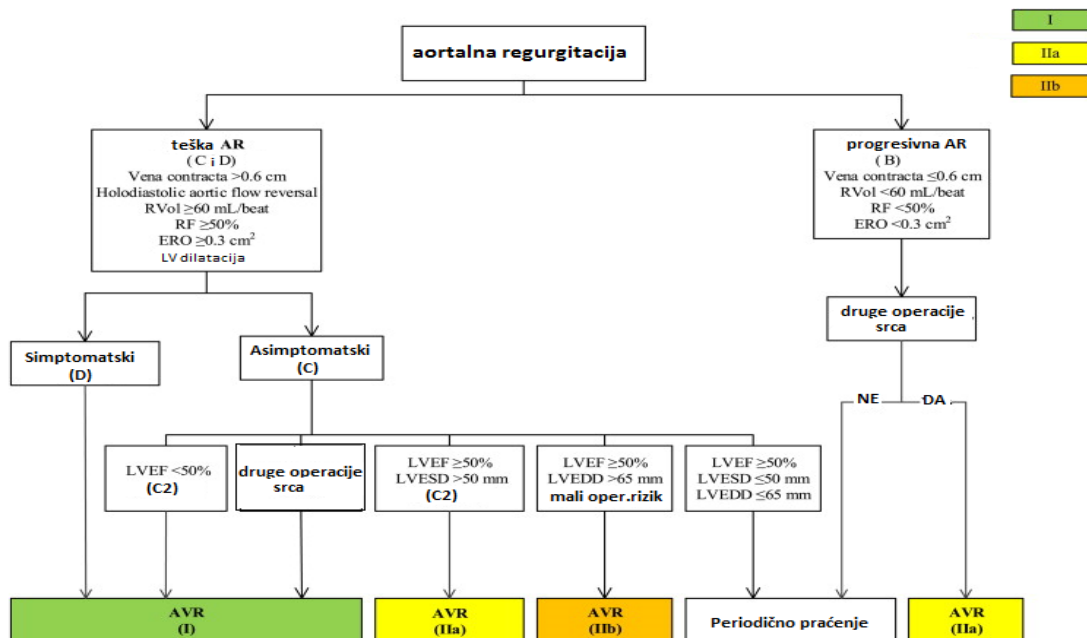 aortalna regurgitacija
I
IIa
IIb
teška AR
( C i D)
Vena contracta >0.6 cm
Holodiastolic aortic flow reversal
RVol ≥60 mL/beat
RF ≥50%
ERO ≥0.3 cm²
LV dilatacija
progresivna AR
( B)
Vena contracta ≤0.6 cm
RVol <60 mL/beat
RF <50%
ERO <0.3 cm²
Simptomatski
(D)
Asimptomatski
(C)
druge operacije
srca
NE
DA
LVEF <50%
(C2)
druge operacije
srca
LVEF ≥50%
LVESD >50 mm
(C2)
LVEF ≥50%
LVEDD >65 mm
mali oper.rizik
LVEF ≥50%
LVESD ≤50 mm
LVEDD ≤65 mm
AVR
(I)
AVR
(IIa)
AVR
(IIb)
Periodično praćenje
AVR
(IIa)